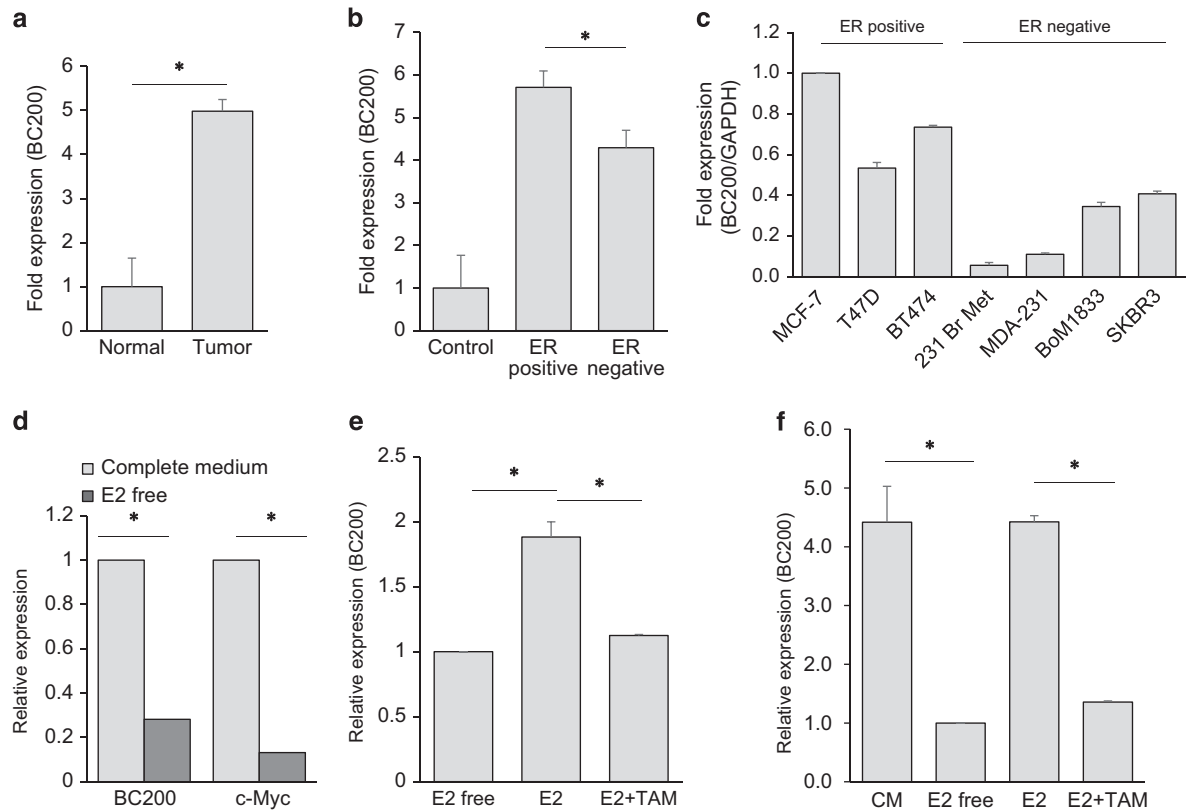 a
Fold expression (BC200)
6
5
4
3
2
1
0
*
Normal Tumor
b
Fold expression (BC200)
7
6
5
4
3
2
1
0
*
Control ER positive ER negative
c
Fold expression
(BC200/GAPDH)
1.2
1.0
0.8
0.6
0.4
0.2
0.0
ER positive ER negative
MCF-7
T47D
BT474
231 Br Met
MDA-231
BoM1833
SKBR3
d
Complete medium
E2 free
Relative expression
1.2
1
0.8
0.6
0.4
0.2
0
* *
BC200 c-Myc
e
Relative expression (BC200)
2.5
2
1.5
1
0.5
0
* *
E2 free E2 E2+TAM
f
Relative expression (BC200)
6.0
5.0
4.0
3.0
2.0
1.0
0.0
* *
CM E2 free E2 E2+TAM